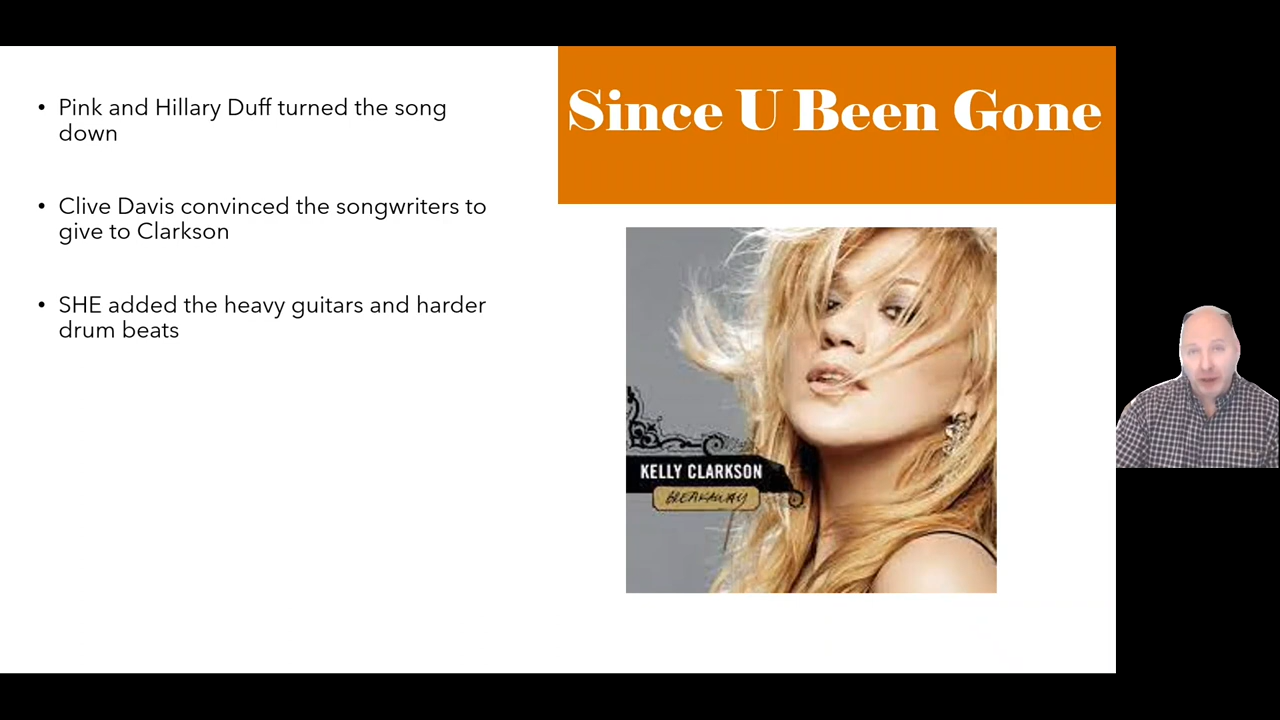 • Pink and Hillary Duff turned the song
down
• Clive Davis convinced the songwriters to
give to Clarkson
• SHE added the heavy guitars and harder
drum beats
Since U Been Gone
KELLY CLARKSON
BREAKAWAY